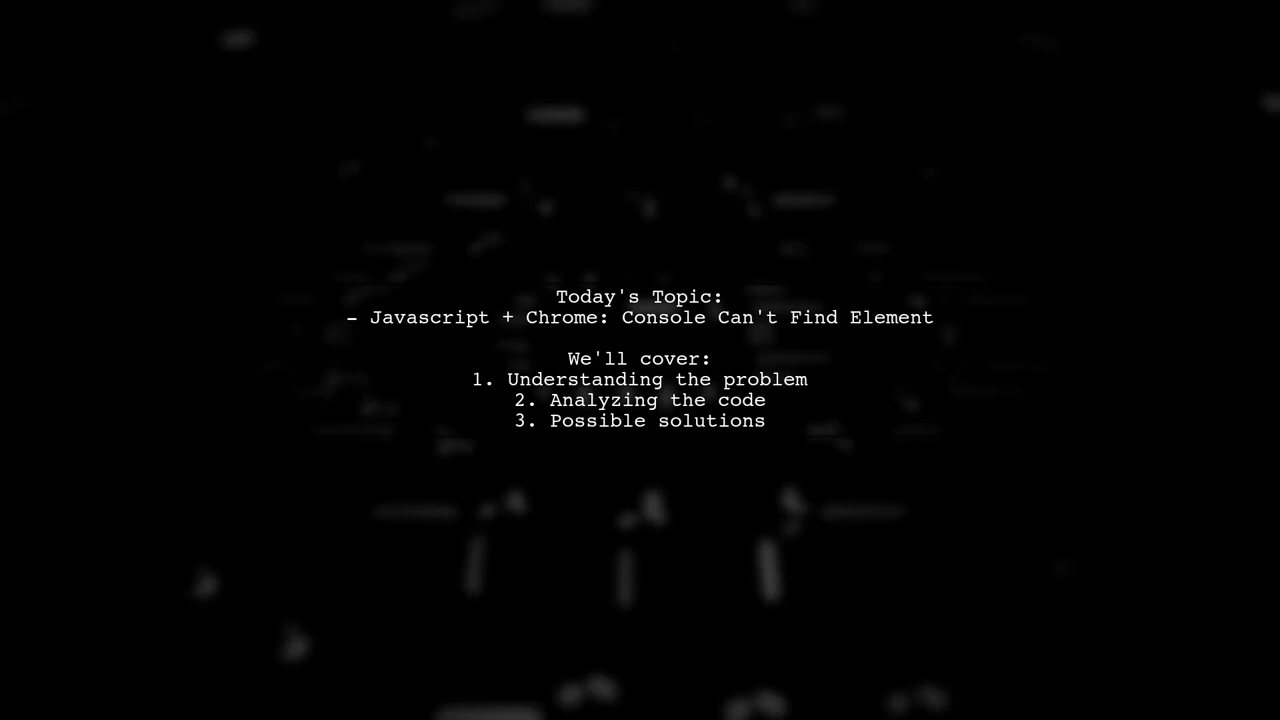 Today's Topic:
- Javascript + Chrome: Console Can't Find Element
We'll cover:
1. Understanding the problem
2. Analyzing the code
3. Possible solutions